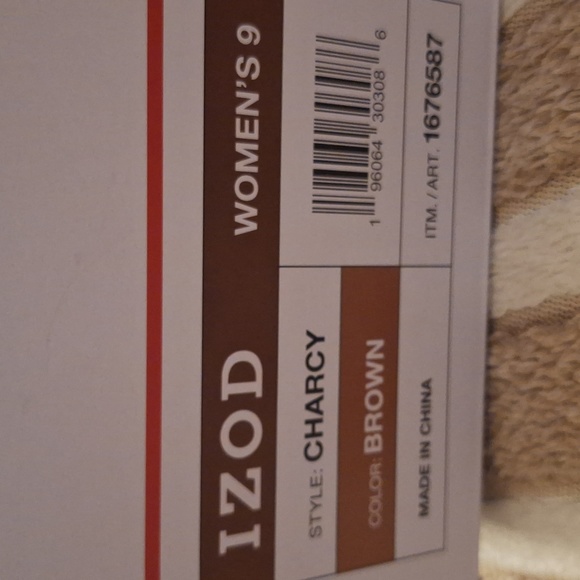 IZOD WOMEN'S 9
STYLE: CHARCY
COLOR: BROWN
MADE IN CHINA
1 96064 30308 6
ITM. / ART. 1676587